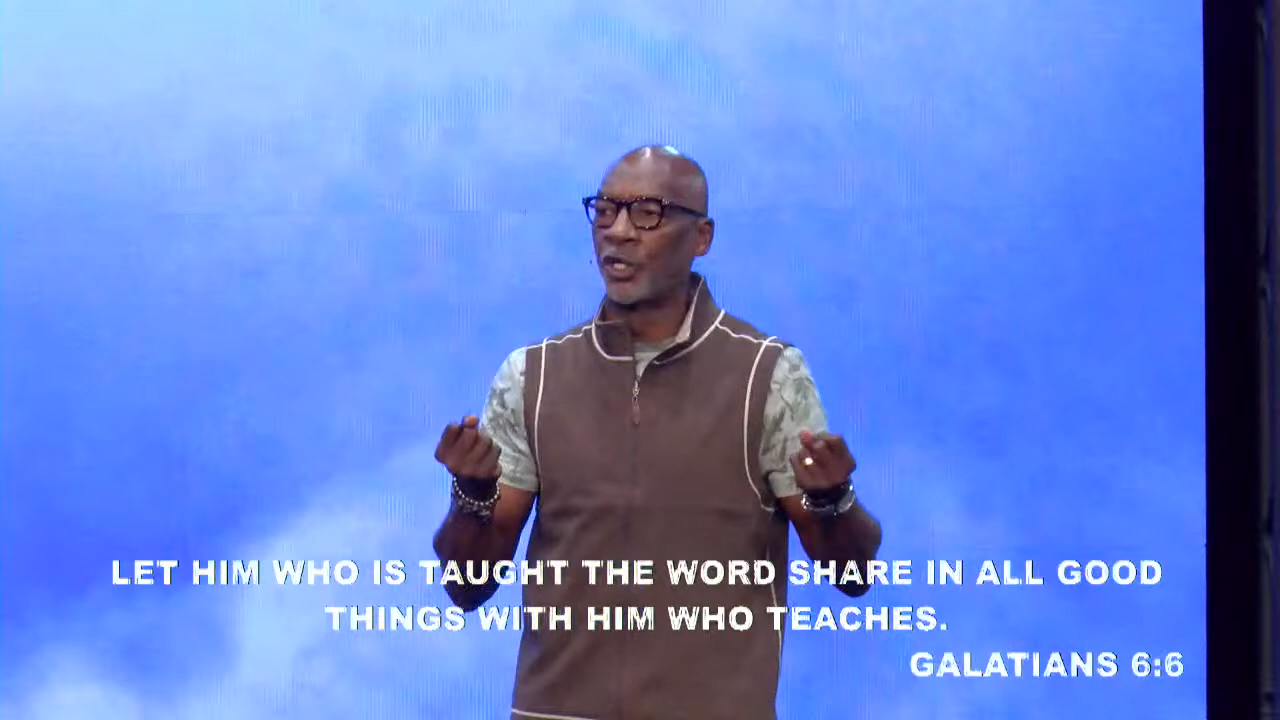 LET HIM WHO IS TAUGHT THE WORD SHARE IN ALL GOOD
THINGS WITH HIM WHO TEACHES.
GALATIANS 6:6